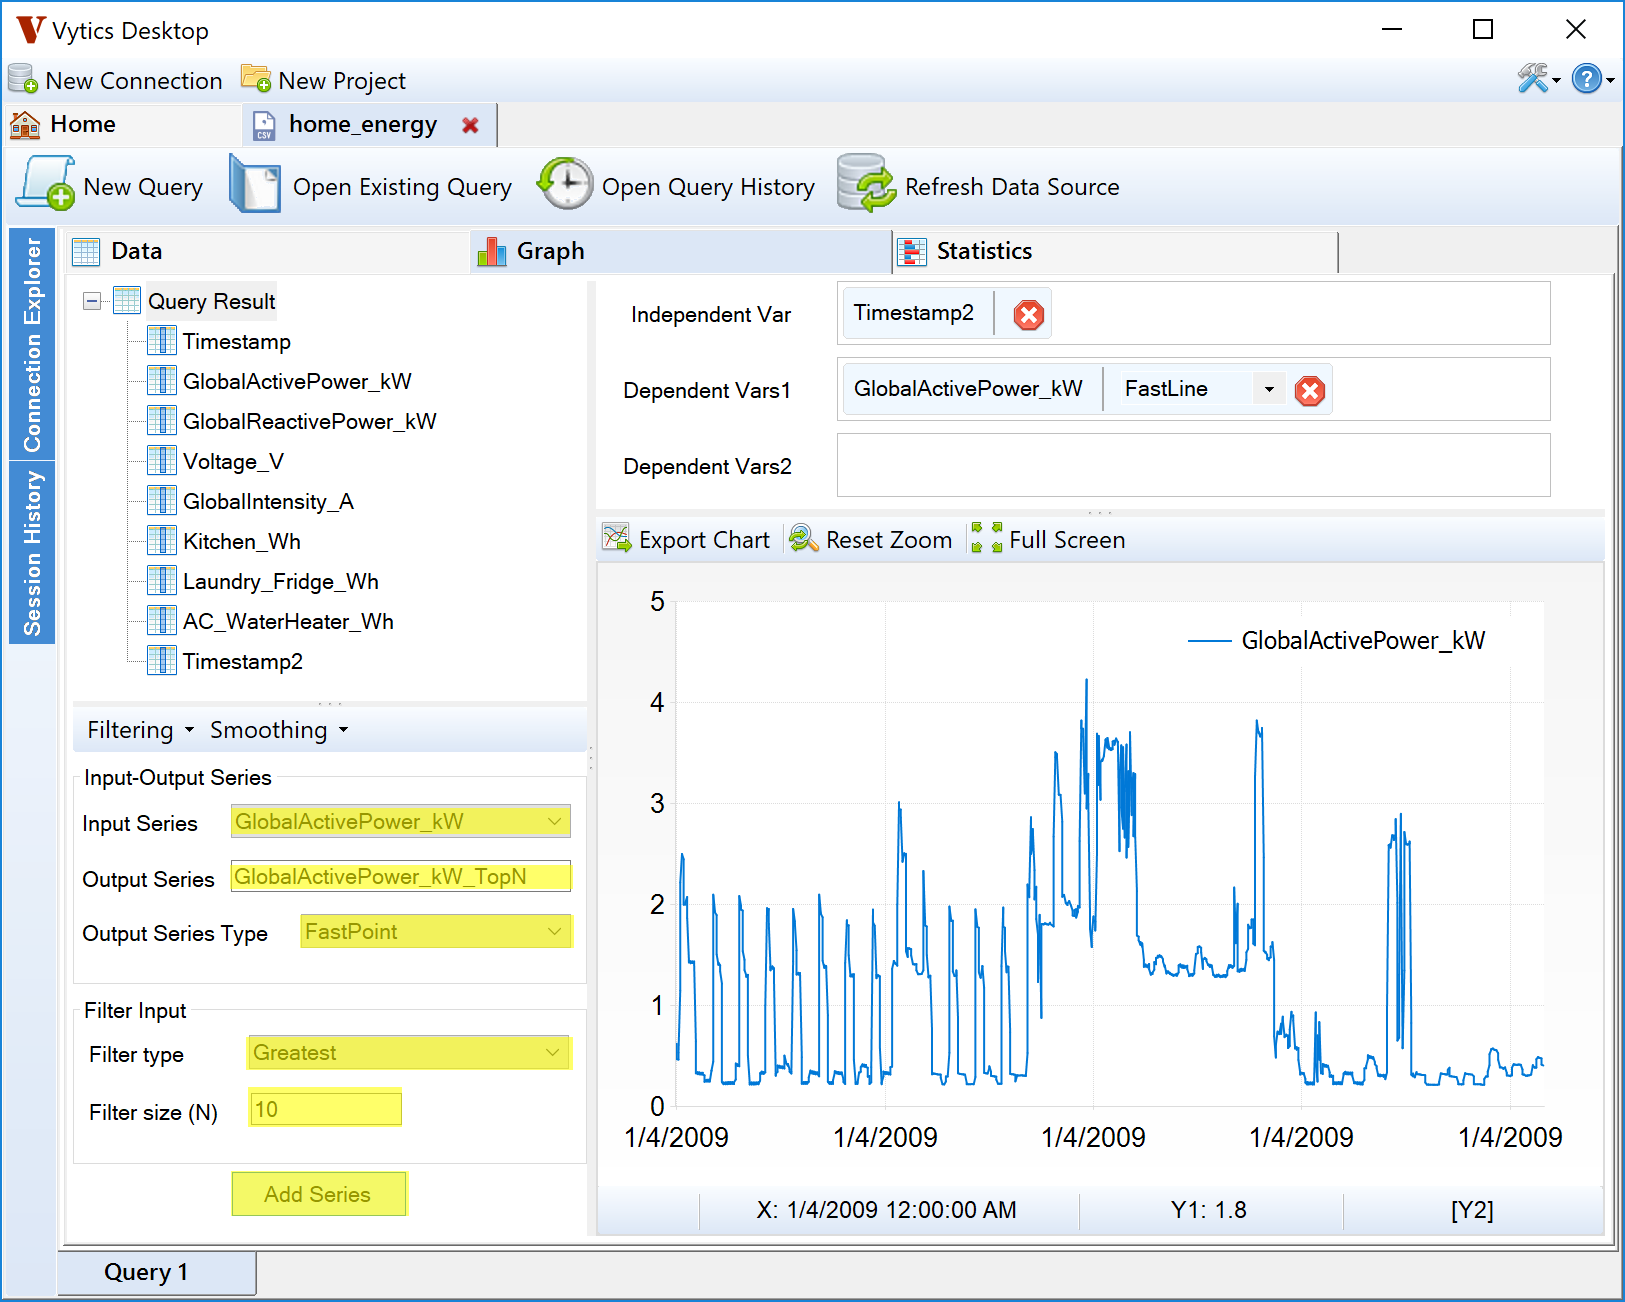 Vytics Desktop
New Connection New Project
Home home_energy
New Query Open Existing Query Open Query History Refresh Data Source
Connection Explorer
Session History
Data Graph Statistics
Query Result
Timestamp
GlobalActivePower_kW
GlobalReactivePower_kW
Voltage_V
GlobalIntensity_A
Kitchen_Wh
Laundry_Fridge_Wh
AC_WaterHeater_Wh
Timestamp2
Filtering Smoothing
Input-Output Series
Input Series GlobalActivePower_kW
Output Series GlobalActivePower_kW_TopN
Output Series Type FastPoint
Filter Input
Filter type Greatest
Filter size (N) 10
Add Series
Independent Var Timestamp2
Dependent Vars1 GlobalActivePower_kW FastLine
Dependent Vars2
Export Chart Reset Zoom Full Screen
GlobalActivePower_kW
5
4
3
2
1
0
1/4/2009 1/4/2009 1/4/2009 1/4/2009 1/4/2009
X: 1/4/2009 12:00:00 AM Y1: 1.8 [Y2]
Query 1
CSV